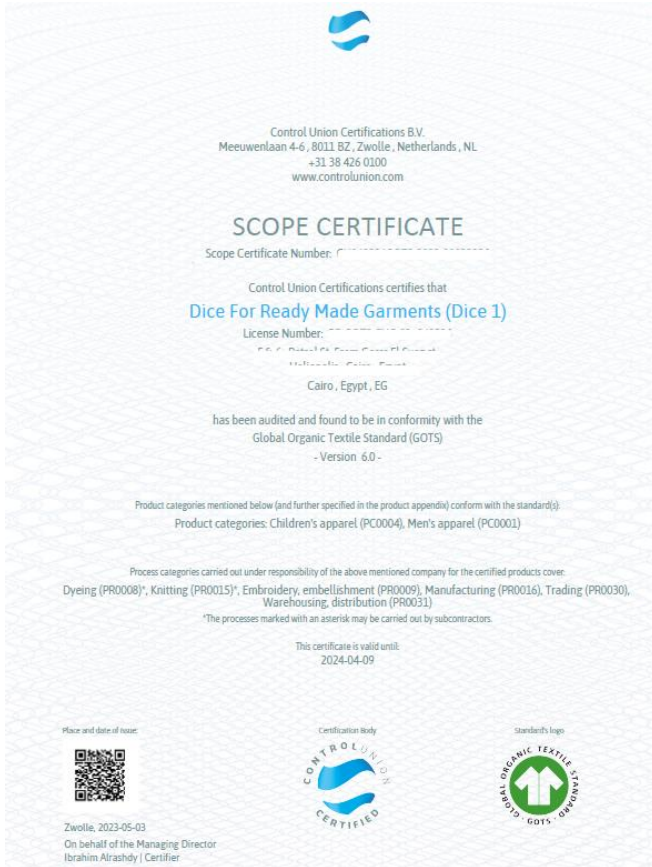 Control Union Certifications B.V.
Meeuwenlaan 4-6 , 8011 BZ , Zwolle , Netherlands , NL
+31 38 426 0100
www.controlunion.com
SCOPE CERTIFICATE
Scope Certificate Number:
Control Union Certifications certifies that
Dice For Ready Made Garments (Dice 1)
License Number:
Cairo , Egypt , EG
has been audited and found to be in conformity with the
Global Organic Textile Standard (GOTS)
- Version 6.0 -
Product categories mentioned below (and further specified in the product appendix) conform with the standard(s):
Product categories: Children's apparel (PC0004), Men's apparel (PC0001)
Process categories carried out under responsibility of the above mentioned company for the certified products cover:
Dyeing (PR0008)*, Knitting (PR0015)*, Embroidery, embellishment (PR0009), Manufacturing (PR0016), Trading (PR0030),
Warehousing, distribution (PR0031)
*The processes marked with an asterisk may be carried out by subcontractors.
This certificate is valid until:
2024-04-09
Place and date of issue:
Certification Body
Standard's logo
CONTROLUNION
CERTIFIED
GLOBAL ORGANIC TEXTILE STANDARD
· GOTS ·
Zwolle, 2023-05-03
On behalf of the Managing Director
Ibrahim Alrashdy | Certifier